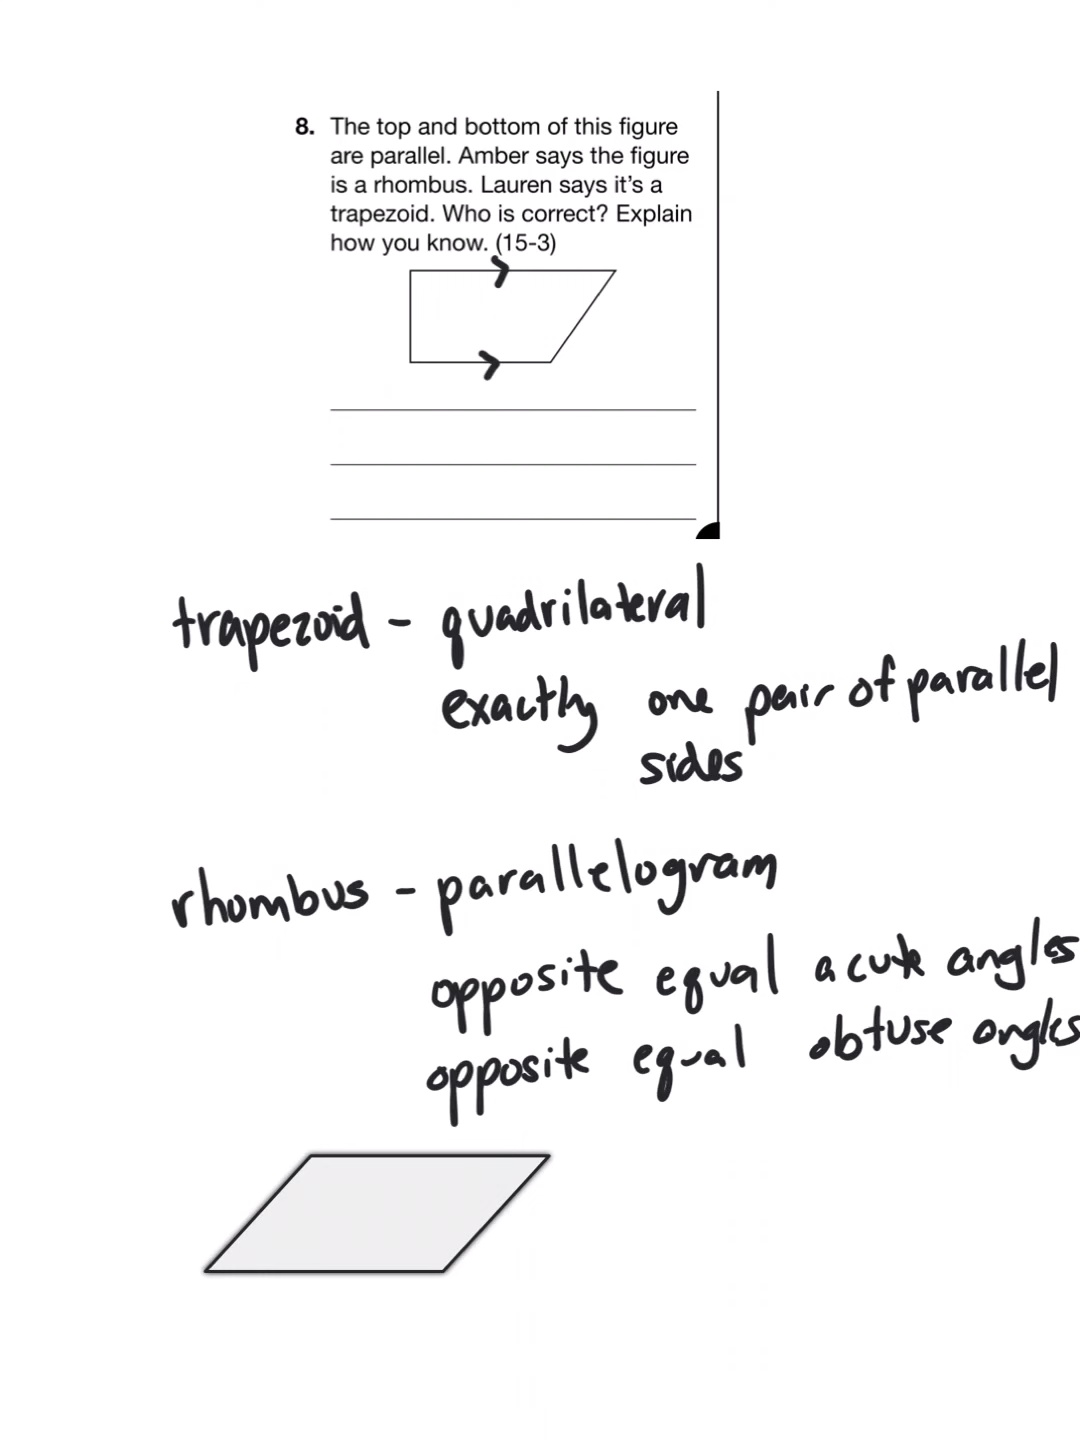 8. The top and bottom of this figure
are parallel. Amber says the figure
is a rhombus. Lauren says it's a
trapezoid. Who is correct? Explain
how you know. (15-3)
trapezoid - quadrilateral
exactly one pair of parallel
sides
rhombus - parallelogram
opposite equal acute angles
opposite equal obtuse angles